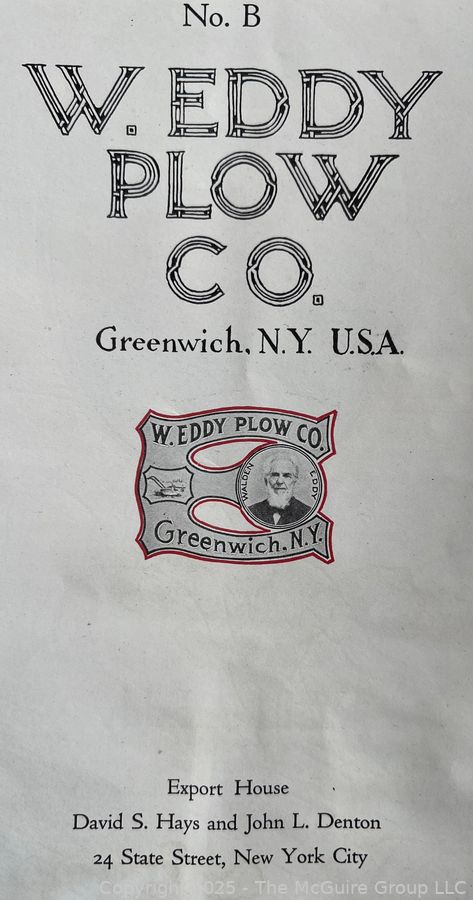 No. B
W. EDDY
PLOW
CO.
Greenwich, N.Y. U.S.A.
W. EDDY PLOW CO.
WALDEN EDDY
Greenwich, N.Y.
Export House
David S. Hays and John L. Denton
24 State Street, New York City
Copyright 2025 - The McGuire Group LLC